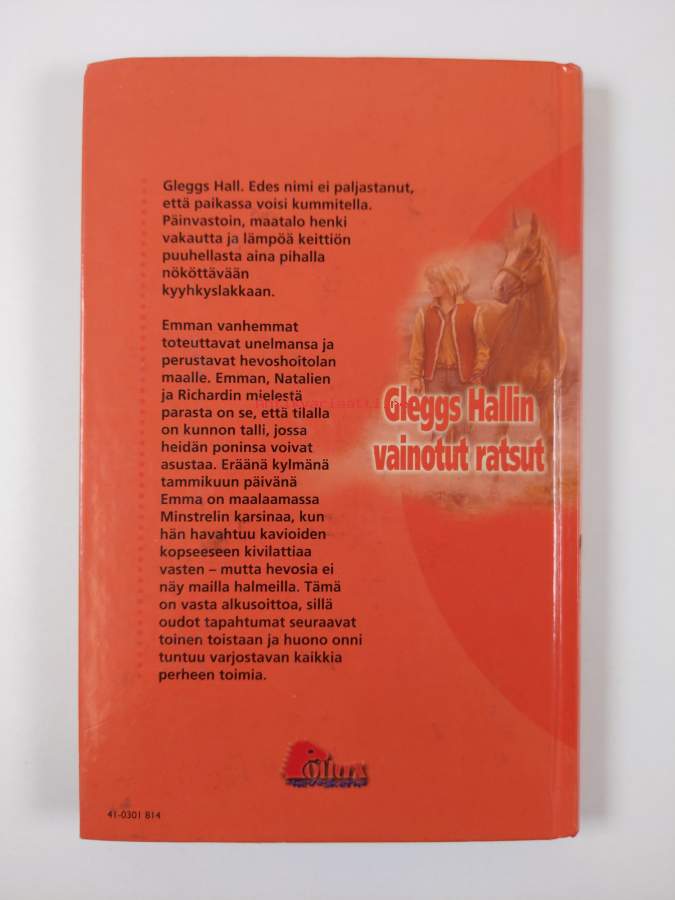 Gleggs Hall. Edes nimi ei paljastanut,
että paikassa voisi kummitella.
Päinvastoin, maatalo henki
vakautta ja lämpöä keittiön
puuhellasta aina pihalla
nököttävään
kyyhkyslakkaan.
Emman vanhemmat
toteuttavat unelmansa ja
perustavat hevoshoitolan
maalle. Emman, Natalien
ja Richardin mielestä
parasta on se, että tilalla
on kunnon talli, jossa
heidän poninsa voivat
asustaa. Eräänä kylmänä
tammikuun päivänä
Emma on maalaamassa
Minstrelin karsinaa, kun
hän havahtuu kavioiden
kopseeseen kivilattiaa
vasten – mutta hevosia ei
näy mailla halmeilla. Tämä
on vasta alkusoittoa, sillä
oudot tapahtumat seuraavat
toinen toistaan ja huono onni
tuntuu varjostavan kaikkia
perheen toimia.
Gleggs Hallin
vainotut ratsut
41-0301 814